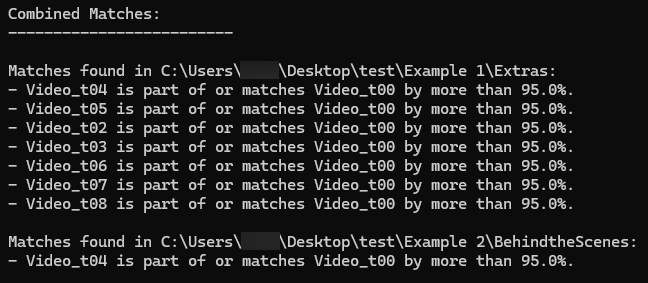 Combined Matches:
-------------------------
Matches found in C:\Users\ \Desktop\test\Example 1\Extras:
- Video_t04 is part of or matches Video_t00 by more than 95.0%.
- Video_t05 is part of or matches Video_t00 by more than 95.0%.
- Video_t02 is part of or matches Video_t00 by more than 95.0%.
- Video_t03 is part of or matches Video_t00 by more than 95.0%.
- Video_t06 is part of or matches Video_t00 by more than 95.0%.
- Video_t07 is part of or matches Video_t00 by more than 95.0%.
- Video_t08 is part of or matches Video_t00 by more than 95.0%.
Matches found in C:\Users\ \Desktop\test\Example 2\BehindtheScenes:
- Video_t04 is part of or matches Video_t00 by more than 95.0%.